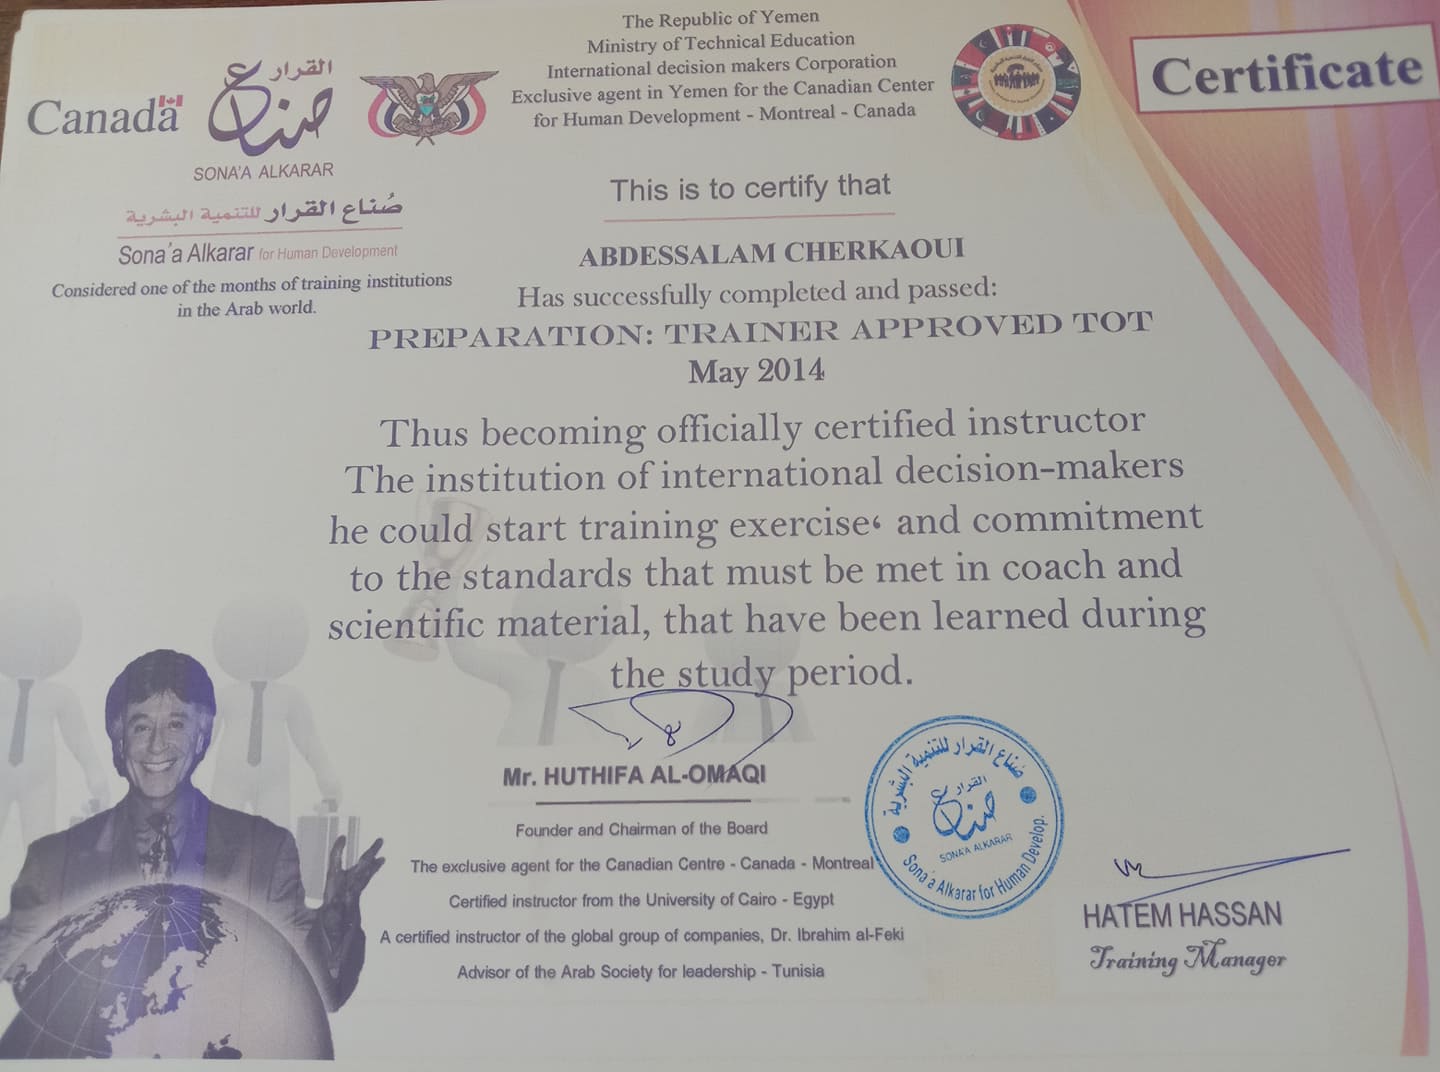 The Republic of Yemen
Ministry of Technical Education
International decision makers Corporation
Exclusive agent in Yemen for the Canadian Center
for Human Development - Montreal - Canada
Certificate
Canada
القرار
صناع
SONA'A ALKARAR
صُناع القرار للتنمية البشرية
Sona'a Alkarar for Human Development
Considered one of the months of training institutions
in the Arab world.
This is to certify that
ABDESSALAM CHERKAOUI
Has successfully completed and passed:
PREPARATION: TRAINER APPROVED TOT
May 2014
Thus becoming officially certified instructor
The institution of international decision-makers
he could start training exercise، and commitment
to the standards that must be met in coach and
scientific material, that have been learned during
the study period.
Mr. HUTHIFA AL-OMAQI
Founder and Chairman of the Board
The exclusive agent for the Canadian Centre - Canada - Montreal
Certified instructor from the University of Cairo - Egypt
A certified instructor of the global group of companies, Dr. Ibrahim al-Feki
Advisor of the Arab Society for leadership - Tunisia
صُناع القرار للتنمية البشرية
القرار
صناع
SONA'A ALKARAR
Sona'a Alkarar for Human Develop.
HATEM HASSAN
Training Manager